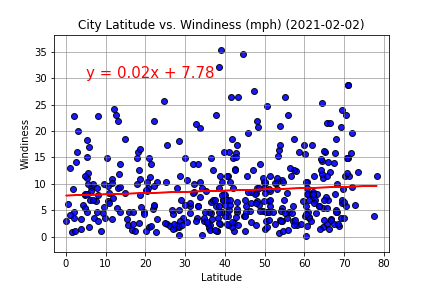 City Latitude vs. Windiness (mph) (2021-02-02)
35
30
25
20
15
10
5
0
Windiness
y = 0.02x + 7.78
0 10 20 30 40 50 60 70 80
Latitude